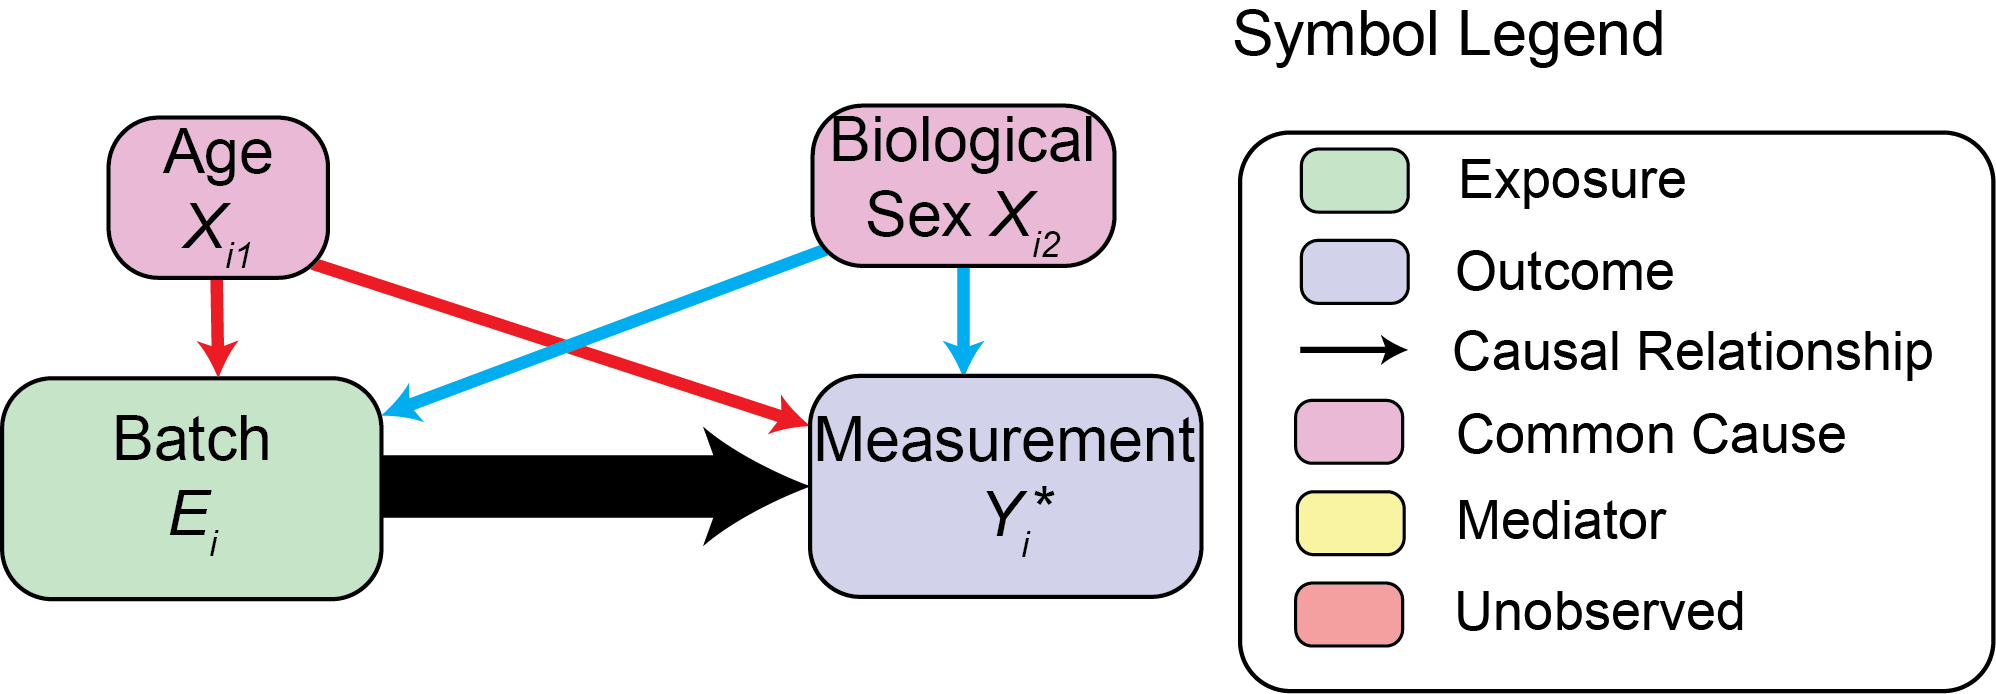 Symbol Legend
Age
X_{i1}
Biological
Sex X_{i2}
Batch
E_i
Measurement
Y_i^*
Exposure
Outcome
Causal Relationship
Common Cause
Mediator
Unobserved